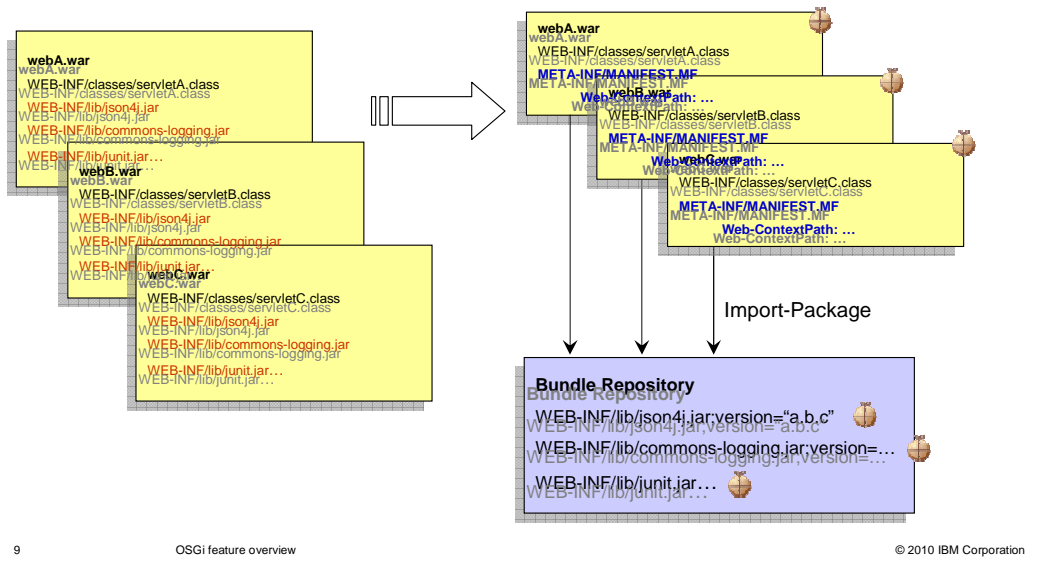 webA.war
WEB-INF/classes/servletA.class
WEB-INF/lib/json4j.jar
WEB-INF/lib/commons-logging.jar
WEB-INF/lib/junit.jar…
webB.war
WEB-INF/classes/servletB.class
WEB-INF/lib/json4j.jar
WEB-INF/lib/commons-logging.jar
WEB-INF/lib/junit.jar…
webC.war
WEB-INF/classes/servletC.class
WEB-INF/lib/json4j.jar
WEB-INF/lib/commons-logging.jar
WEB-INF/lib/junit.jar…
webA.war
WEB-INF/classes/servletA.class
META-INF/MANIFEST.MF
Web-ContextPath: …
webB.war
WEB-INF/classes/servletB.class
META-INF/MANIFEST.MF
Web-ContextPath: …
webC.war
WEB-INF/classes/servletC.class
META-INF/MANIFEST.MF
Web-ContextPath: …
Import-Package
Bundle Repository
WEB-INF/lib/json4j.jar;version=“a.b.c”
WEB-INF/lib/commons-logging.jar;version=…
WEB-INF/lib/junit.jar…
9 OSGi feature overview © 2010 IBM Corporation